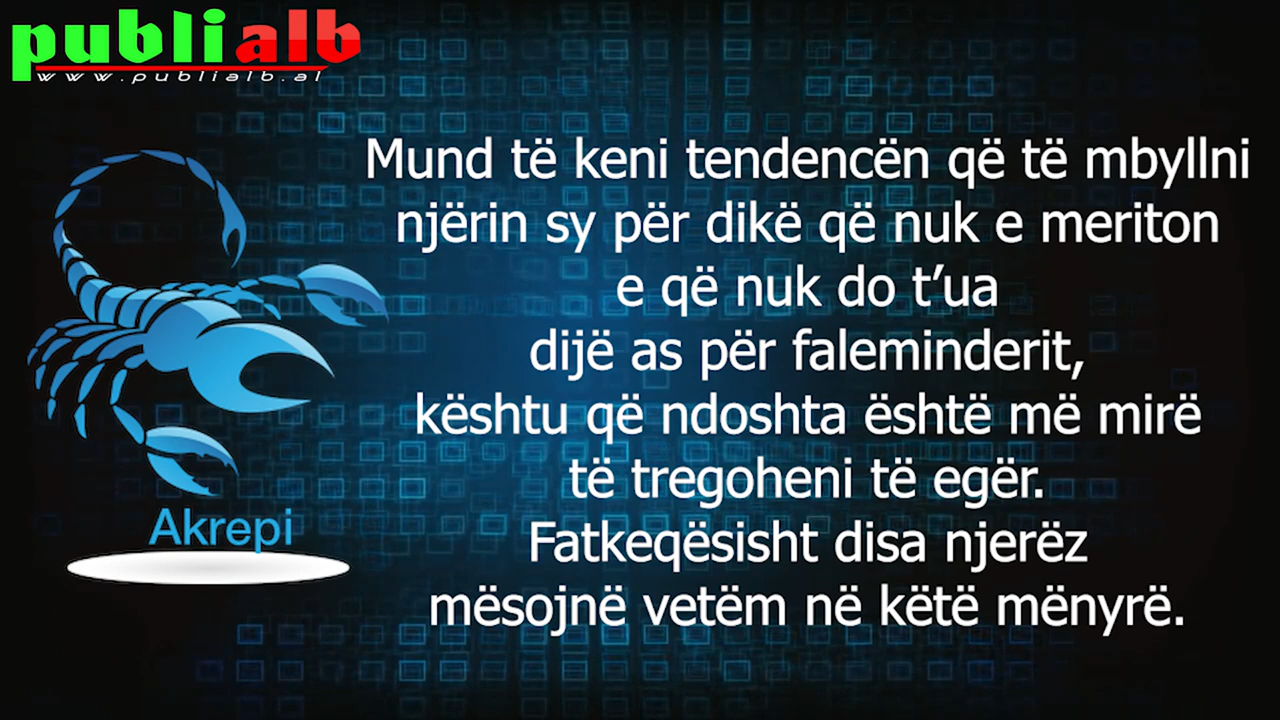 publialb
www.publialb.al
Mund të keni tendencën që të mbyllni
njërin sy për dikë që nuk e meriton
e që nuk do t’ua
dijë as për faleminderit,
kështu që ndoshta është më mirë
të tregoheni të egër.
Fatkeqësisht disa njerëz
mësojnë vetëm në këtë mënyrë.
Akrepi